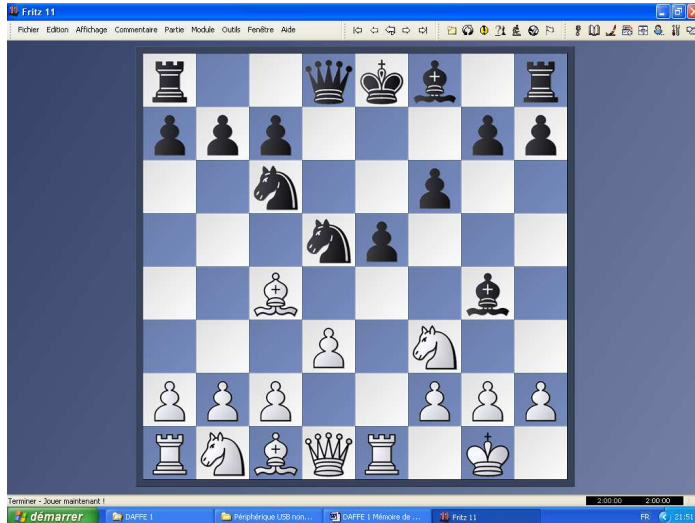 Fritz 11
Fichier Edition Affichage Commentaire Partie Module Outils Fenêtre Aide
Terminer - Jouer maintenant !
2:00:00 2:00:00
démarrer DAFFE 1 Périphérique USB non... DAFFE 1 Mémoire de ... Fritz 11 FR 21:51